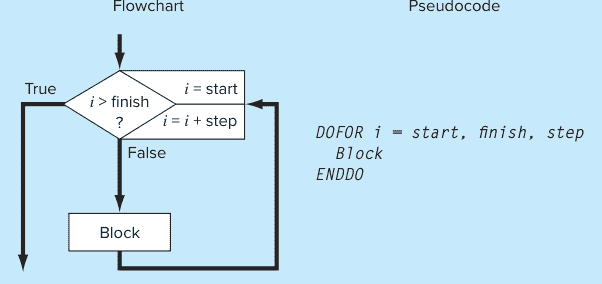 Flowchart
Pseudocode
True
i > finish
?
i = start
i = i + step
False
Block
DOFOR i = start, finish, step
Block
ENDDO